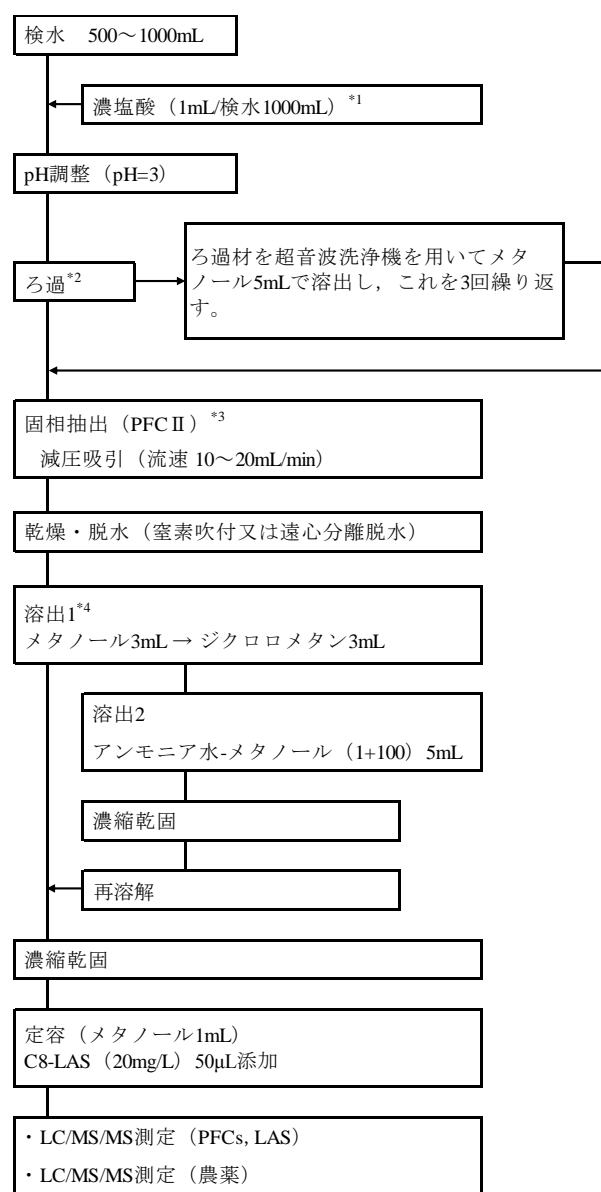 検水　500～1000mL
濃塩酸（1mL/検水1000mL）*1
pH調整（pH=3）
ろ過*2
ろ過材を超音波洗浄機を用いてメタ
ノール5mLで溶出し，これを3回繰り返
す。
固相抽出（PFCⅡ）*3
減圧吸引（流速 10～20mL/min）
乾燥・脱水（窒素吹付又は遠心分離脱水）
溶出1*4
メタノール3mL→ジクロロメタン3mL
溶出2
アンモニア水-メタノール（1+100）5mL
濃縮乾固
再溶解
濃縮乾固
定容（メタノール1mL）
C8-LAS（20mg/L）50μL添加
・LC/MS/MS測定（PFCs, LAS）
・LC/MS/MS測定（農薬）